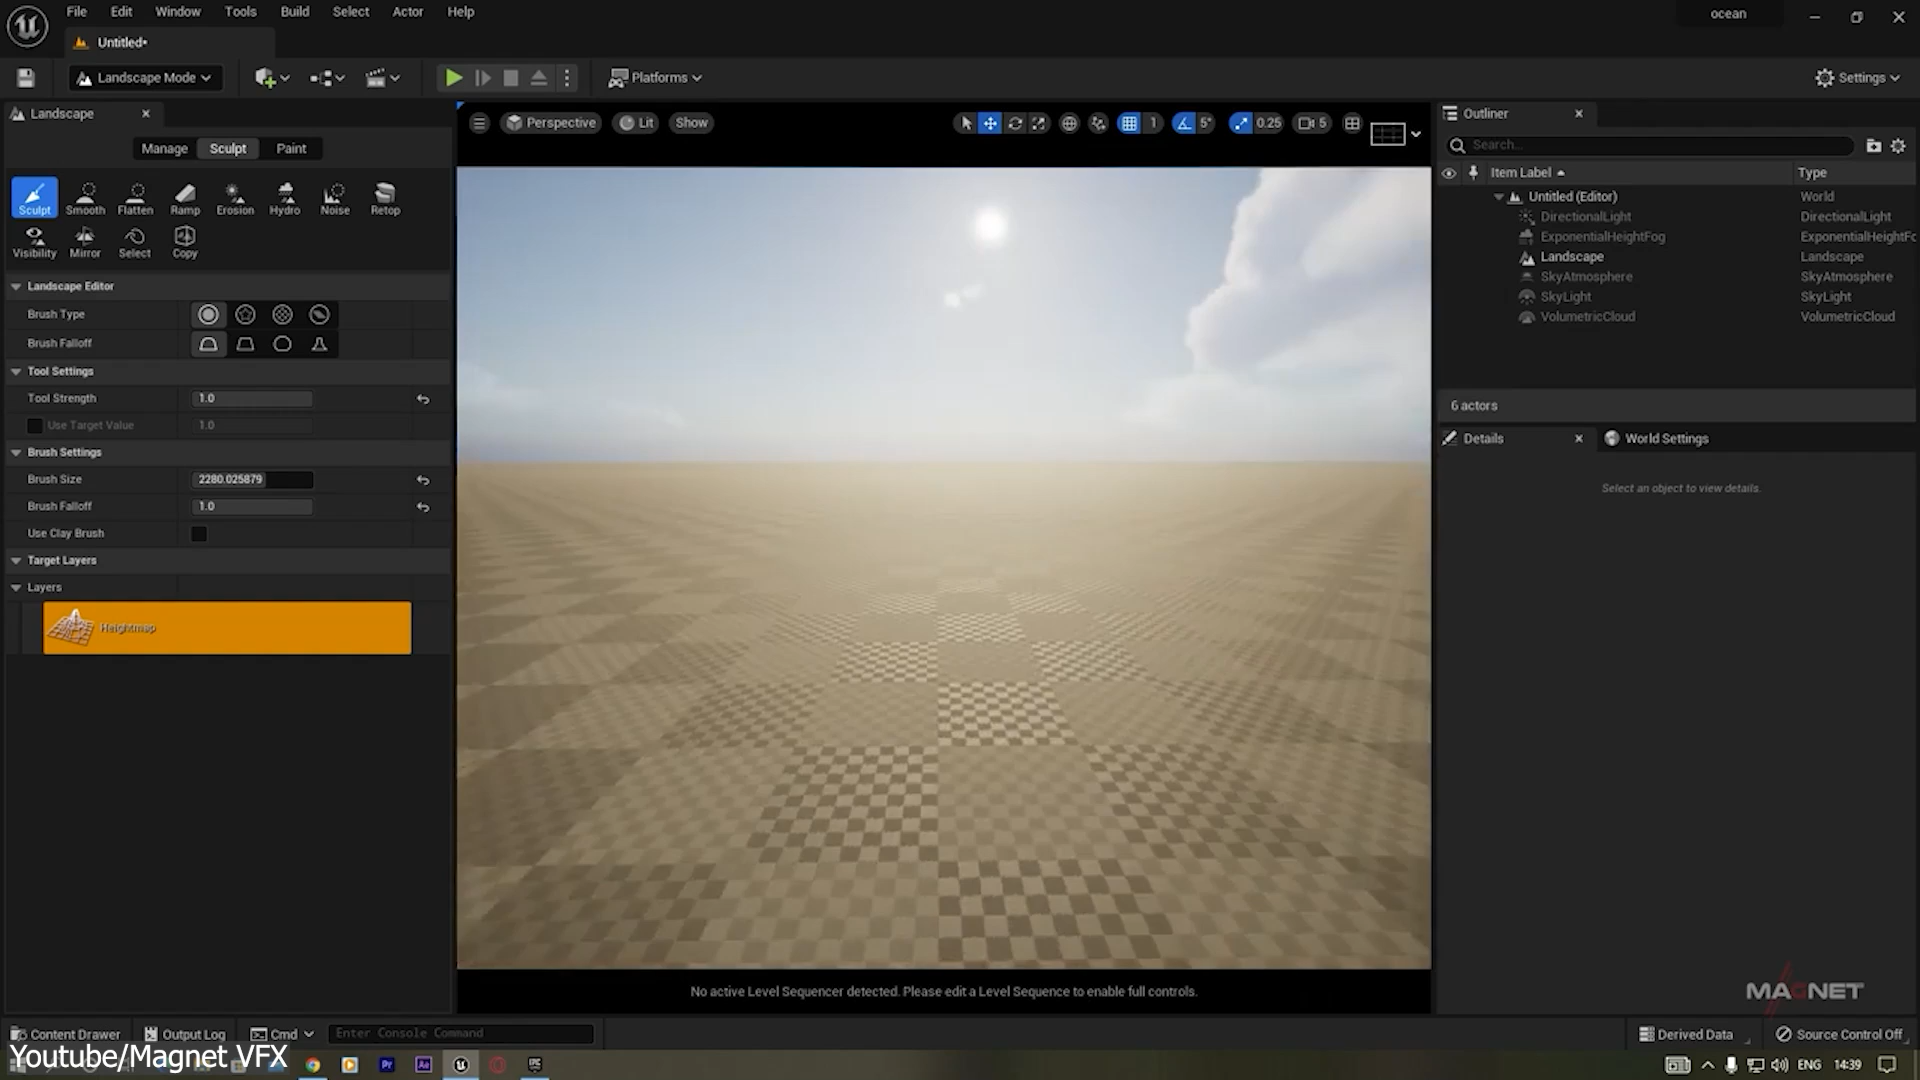 File Edit Window Tools Build Select Actor Help
ocean
Untitled•
Landscape Mode
Platforms
Settings
Landscape
Manage Sculpt Paint
Sculpt Smooth Flatten Ramp Erosion Hydro Noise Retop
Visibility Mirror Select Copy
Landscape Editor
Brush Type
Brush Falloff
Tool Settings
Tool Strength 1.0
Use Target Value 1.0
Brush Settings
Brush Size 2280.025879
Brush Falloff 1.0
Use Clay Brush
Target Layers
Layers
Heightmap
Perspective Lit Show
1 5° 0.25 5
No active Level Sequencer detected. Please edit a Level Sequence to enable full controls.
Outliner
Search...
Item Label Type
Untitled (Editor) World
DirectionalLight DirectionalLight
ExponentialHeightFog ExponentialHeightFo
Landscape Landscape
SkyAtmosphere SkyAtmosphere
SkyLight SkyLight
VolumetricCloud VolumetricCloud
6 actors
Details World Settings
Select an object to view details.
MAGNET
Content Drawer Output Log Cmd Enter Console Command
Derived Data Source Control Off
Youtube/Magnet VFX
Pr Ae
ENG 14:39